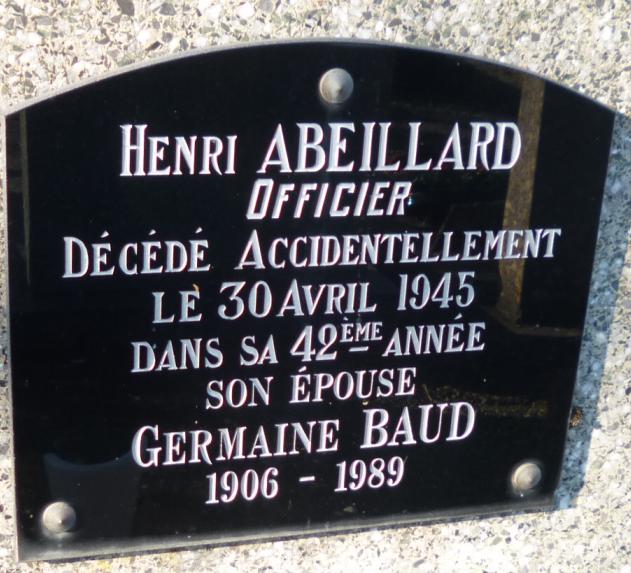 HENRI ABEILLARD
OFFICIER
DÉCÉDÉ ACCIDENTELLEMENT
LE 30 AVRIL 1945
DANS SA 42ÈME ANNÉE
SON ÉPOUSE
GERMAINE BAUD
1906 - 1989